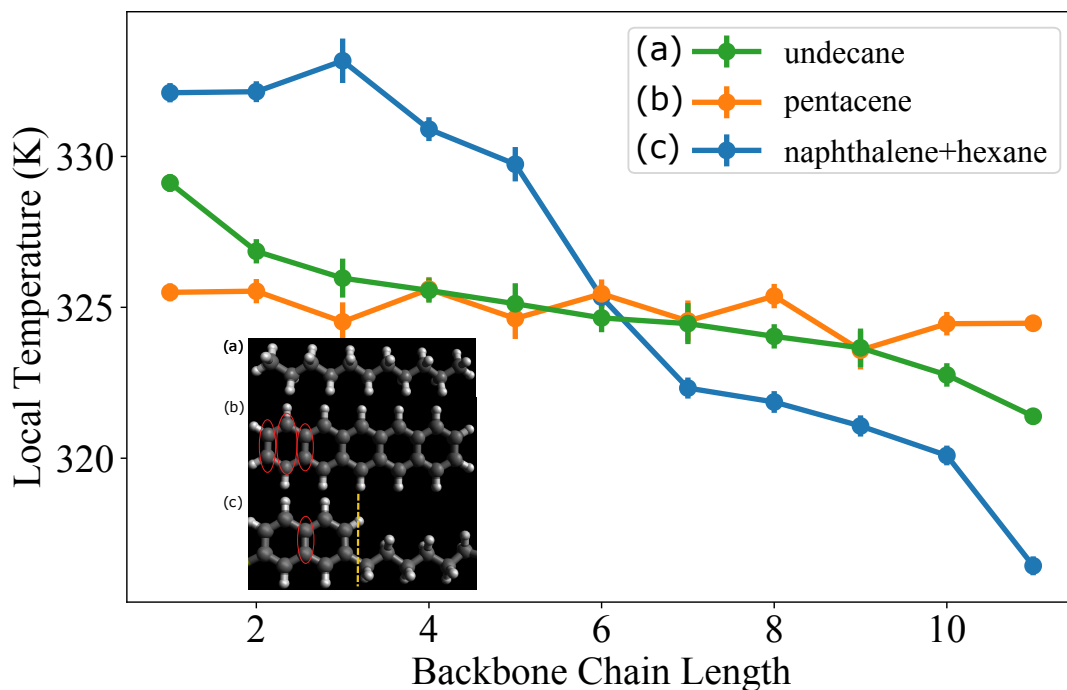 (a) undecane
(b) pentacene
(c) naphthalene+hexane
Local Temperature (K)
330
325
320
(a)
(b)
(c)
2 4 6 8 10
Backbone Chain Length